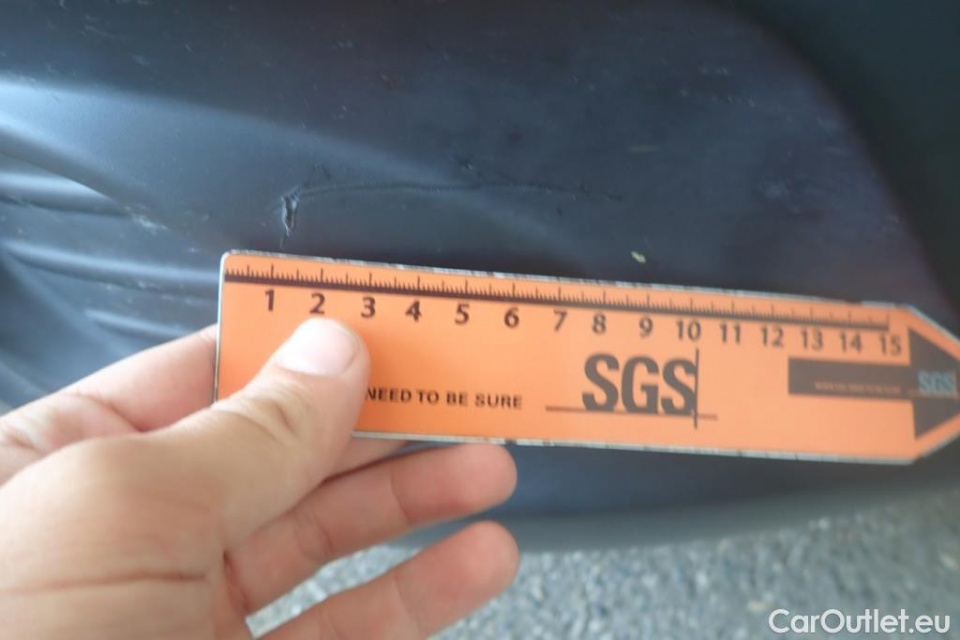 1 2 3 4 5 6 7 8 9 10 11 12 13 14 15
NEED TO BE SURE
SGS
SGS
CarOutlet.eu